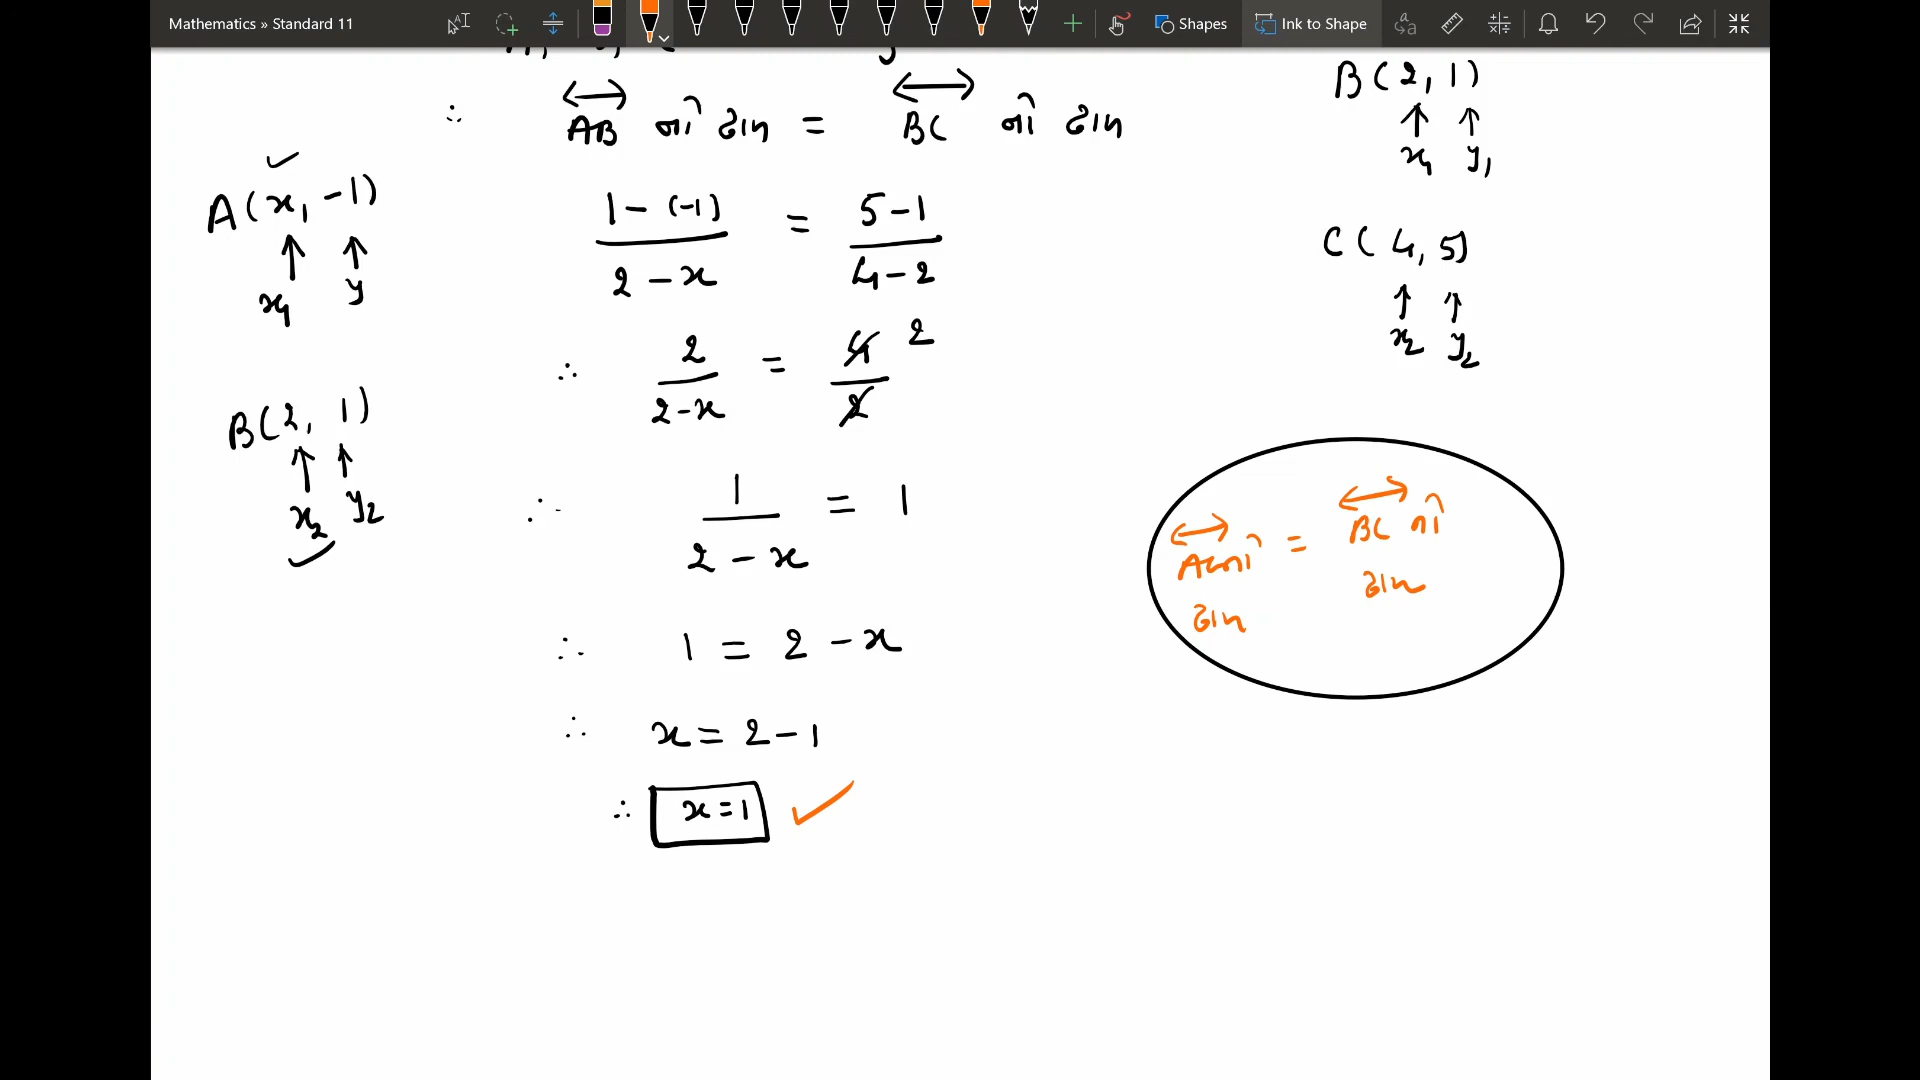 Mathematics » Standard 11
Shapes
Ink to Shape
∴ AB નો ઢાળ = BC નો ઢાળ
B(2, 1)
x₁ y₁
A(x, -1)
x₁ y
1-(-1) / 2-x = 5-1 / 4-2
C(4, 5)
x₂ y₂
∴ 2 / 2-x = 4 / 2 2
B(2, 1)
x₂ y₂
∴ 1 / 2-x = 1
AC નો = BC નો
ઢાળ ઢાળ
∴ 1 = 2-x
∴ x = 2-1
∴ x=1 ✓